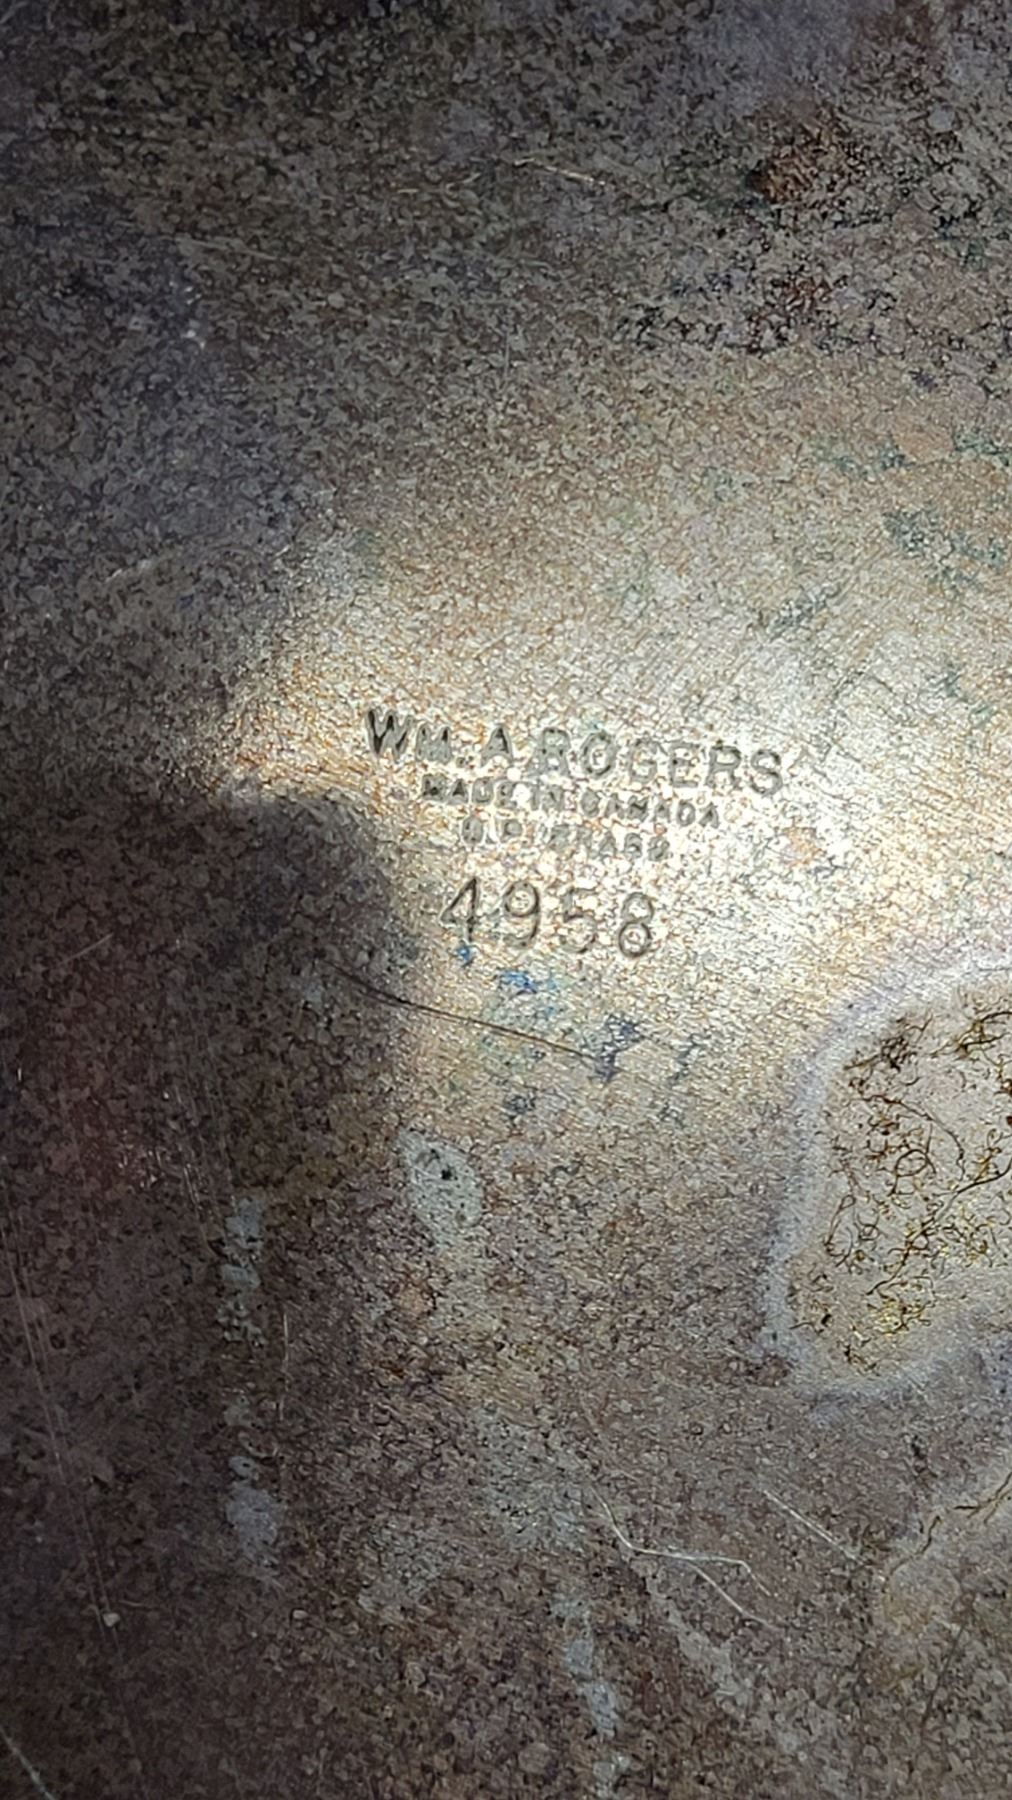 WM. A. ROGERS
MADE IN CANADA
4958